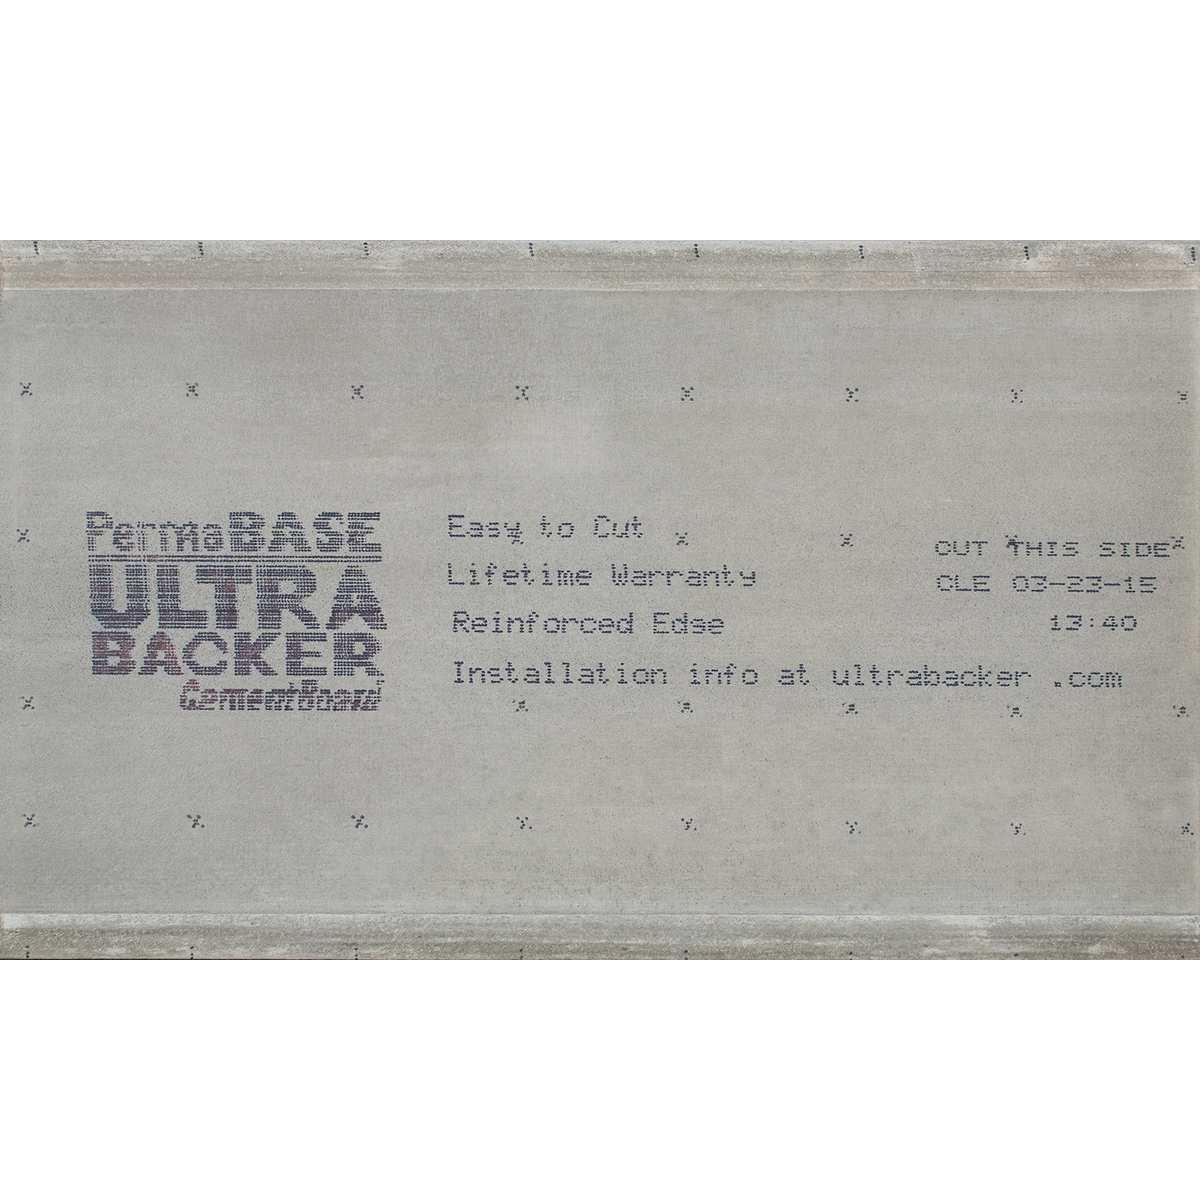 PermaBASE
ULTRA
BACKER
CementBoard
Easy to Cut
Lifetime Warranty
Reinforced Edge
Installation info at ultrabacker .com
CUT THIS SIDE
CLE 03-23-15
13:40